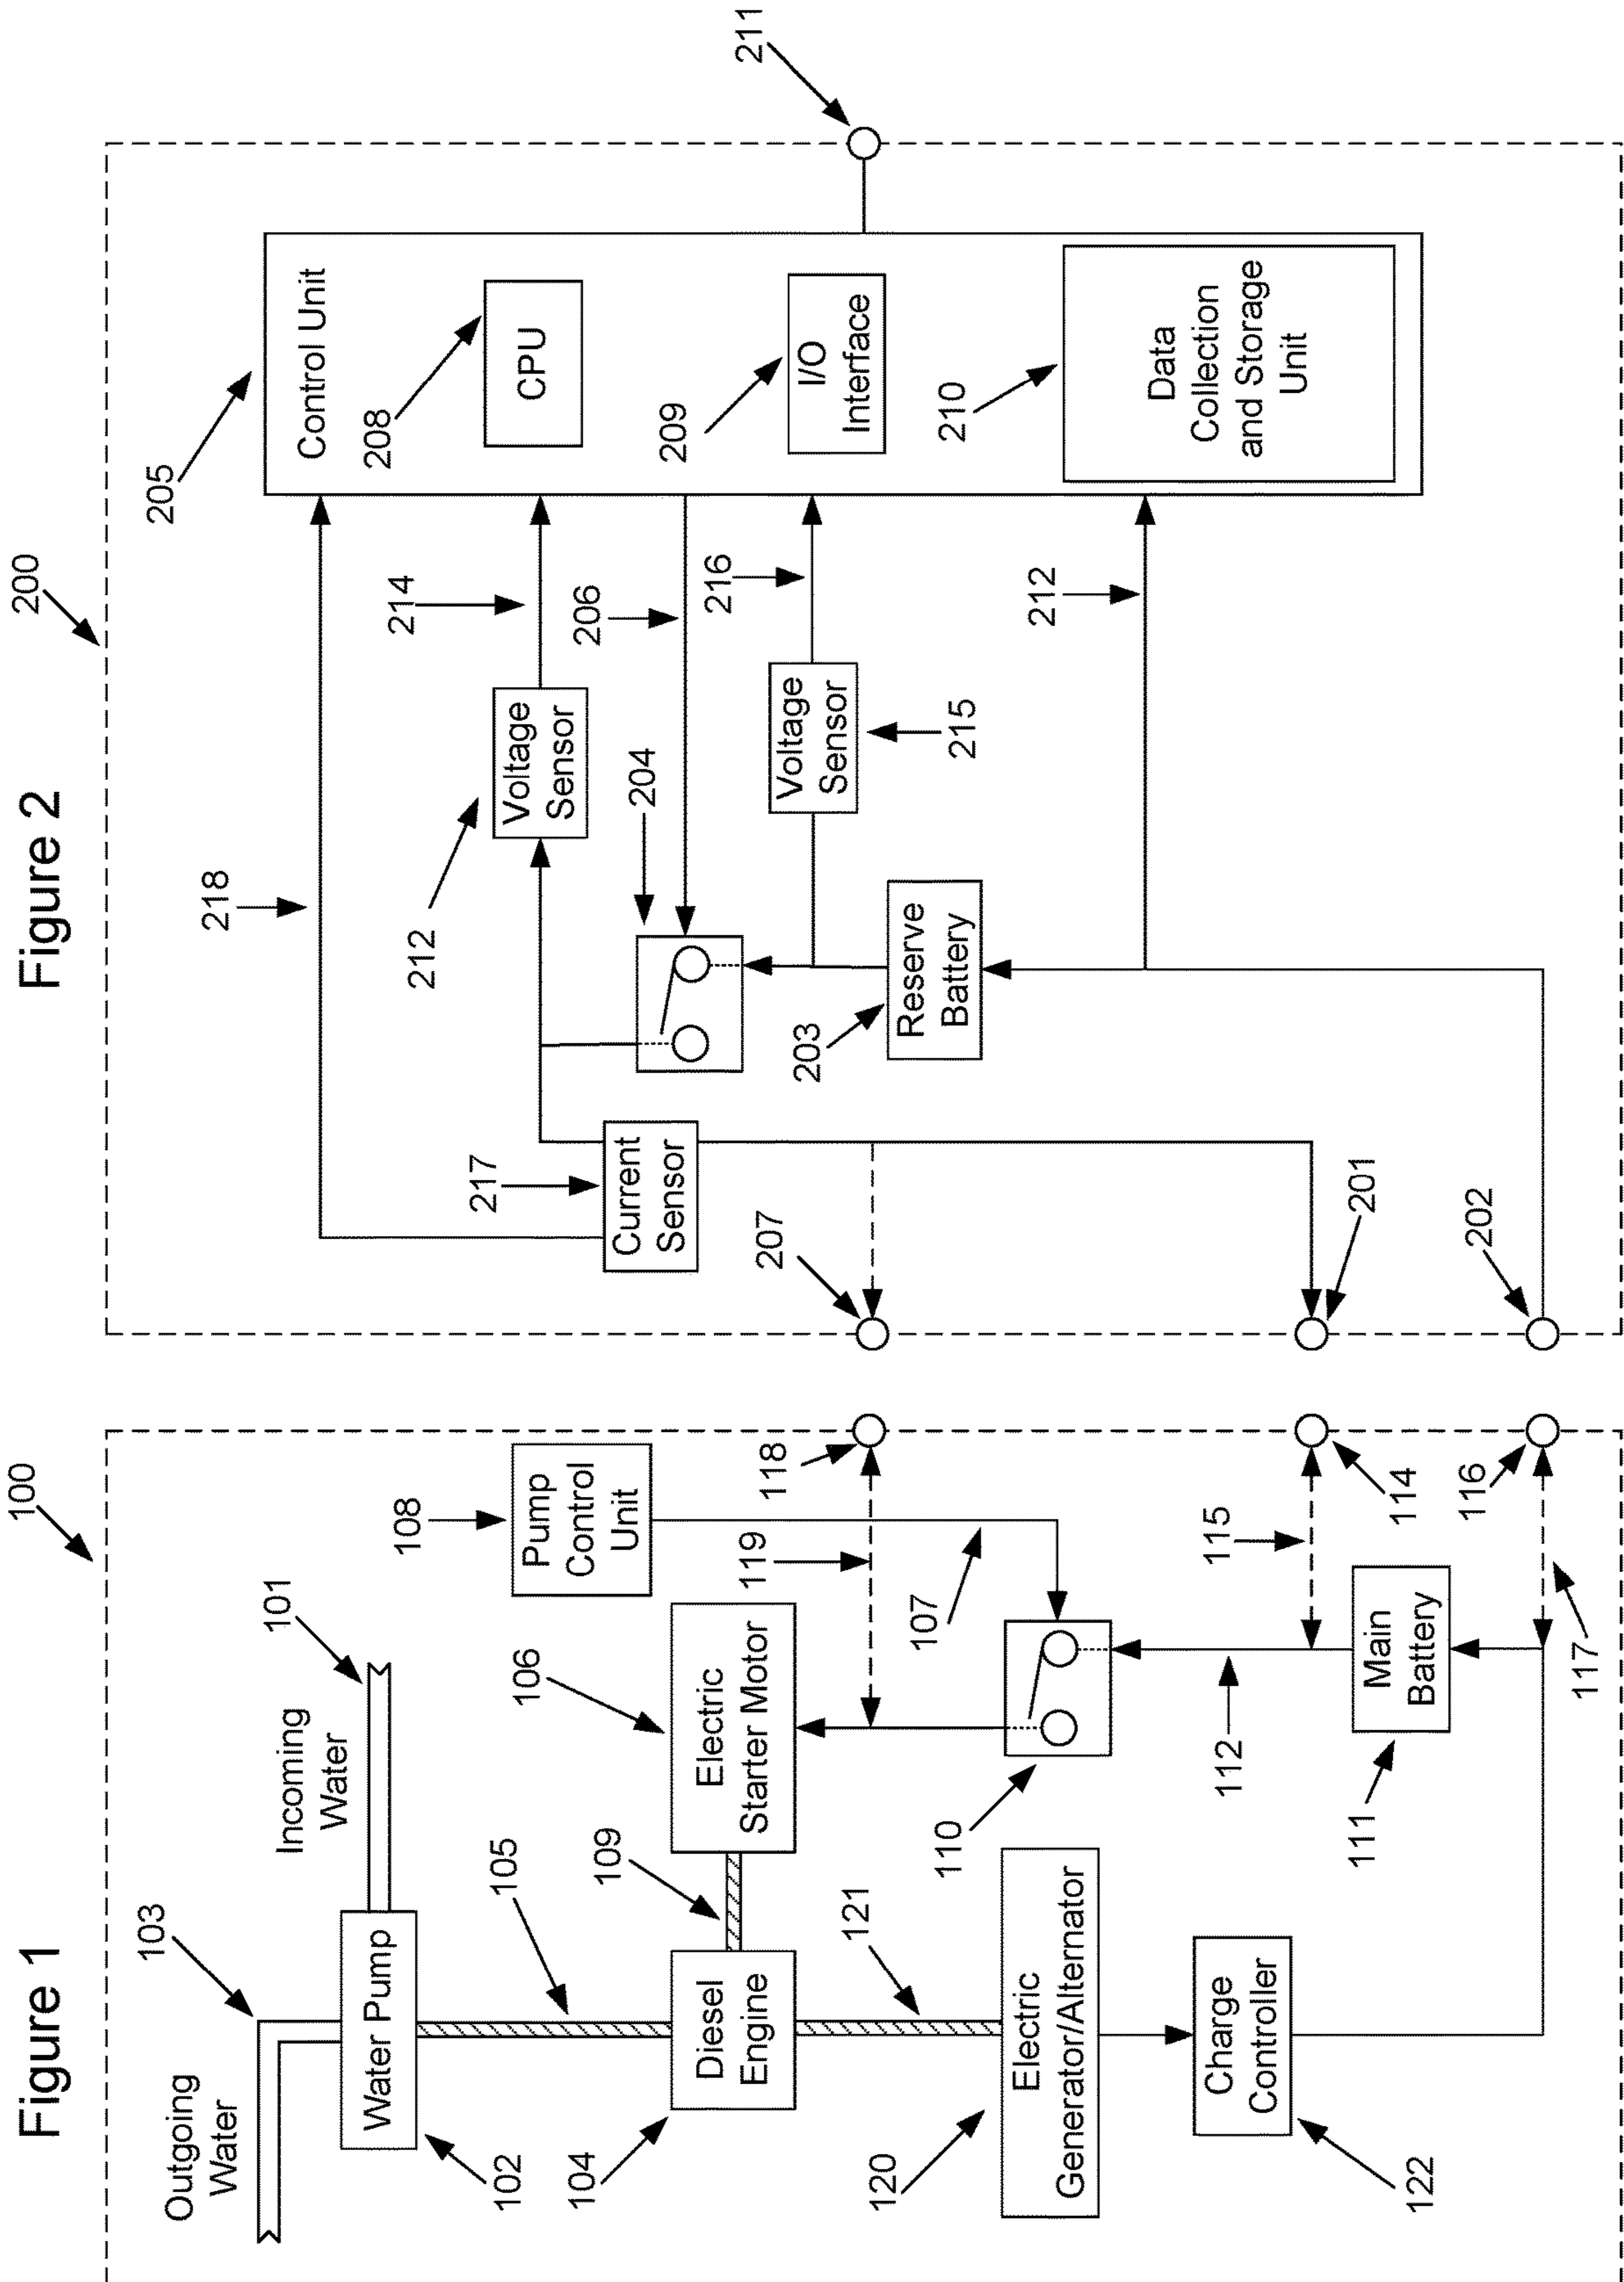 Figure 1
100
Outgoing
Water
103
Incoming
Water
101
Water Pump
102
105
108
Pump
Control
Unit
106
Electric
Starter Motor
109
Diesel
Engine
104
118
119
107
110
121
Electric
Generator/Alternator
120
112
115
114
Main
Battery
111
116
117
Charge
Controller
122
Figure 2
200
205
Control Unit
218
208
CPU
214
212
Voltage
Sensor
206
209
I/O
Interface
204
216
Voltage
Sensor
215
217
Current
Sensor
207
203
Reserve
Battery
210
Data
Collection
and Storage
Unit
212
211
201
202